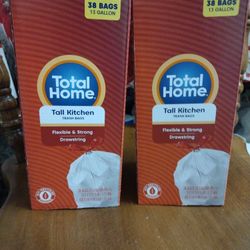 38 BAGS
13 GALLON
Total
Home
Tall Kitchen
TRASH BAGS
Flexible & Strong
Drawstring
38 BAGS
13 GALLON
Total
Home
Tall Kitchen
TRASH BAGS
Flexible & Strong
Drawstring